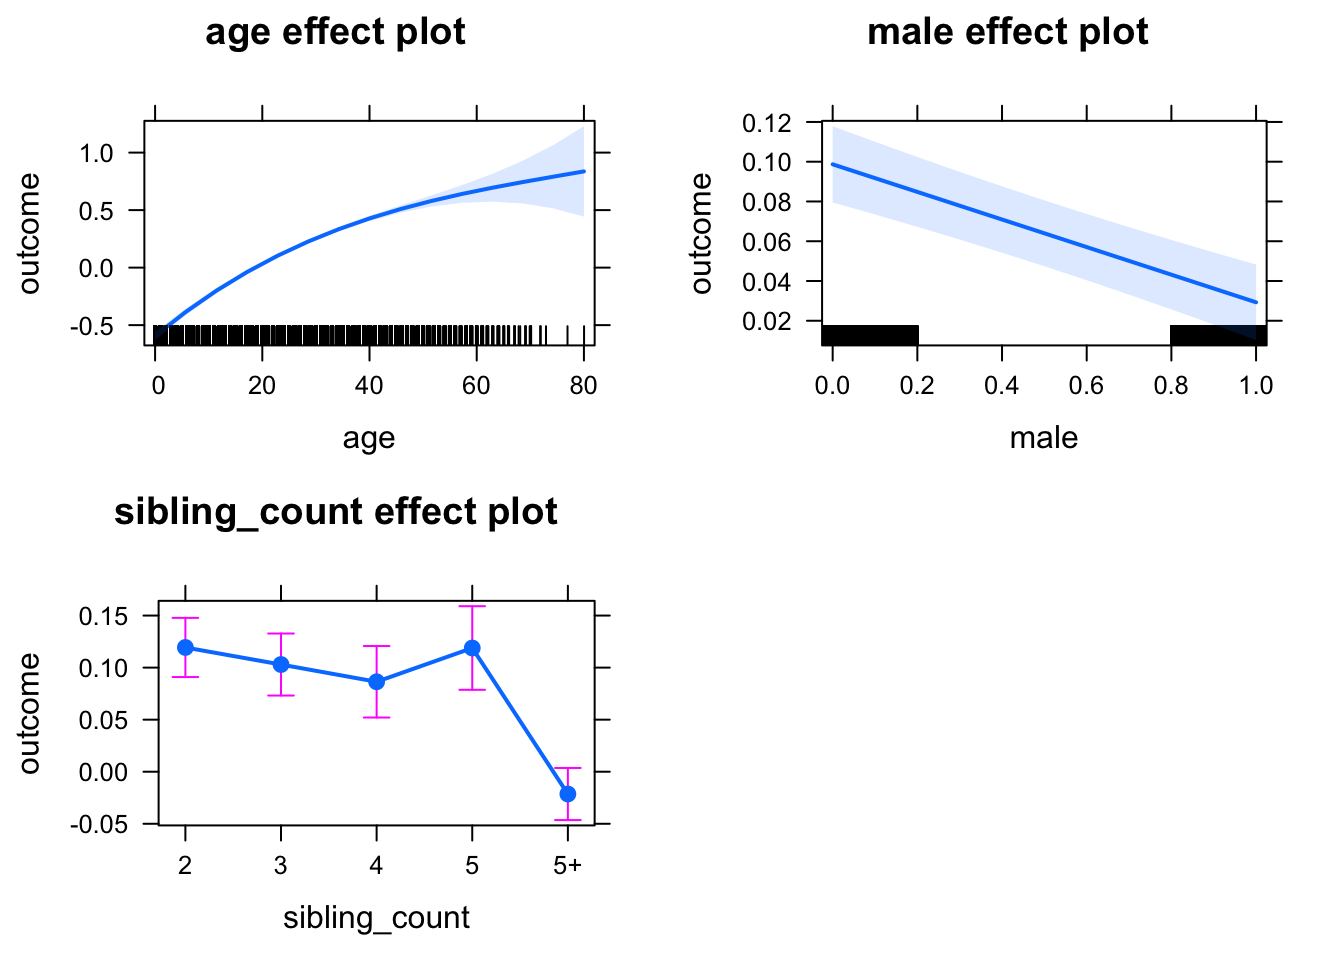 age effect plot
outcome
1.0
0.5
0.0
-0.5
0 20 40 60 80
age
male effect plot
outcome
0.12
0.10
0.08
0.06
0.04
0.02
0.0 0.2 0.4 0.6 0.8 1.0
male
sibling_count effect plot
outcome
0.15
0.10
0.05
0.00
-0.05
2 3 4 5 5+
sibling_count